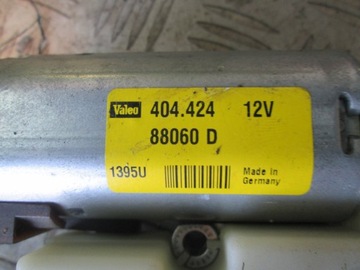 Valeo 404.424 12V
88060 D
1395U Made in
Germany